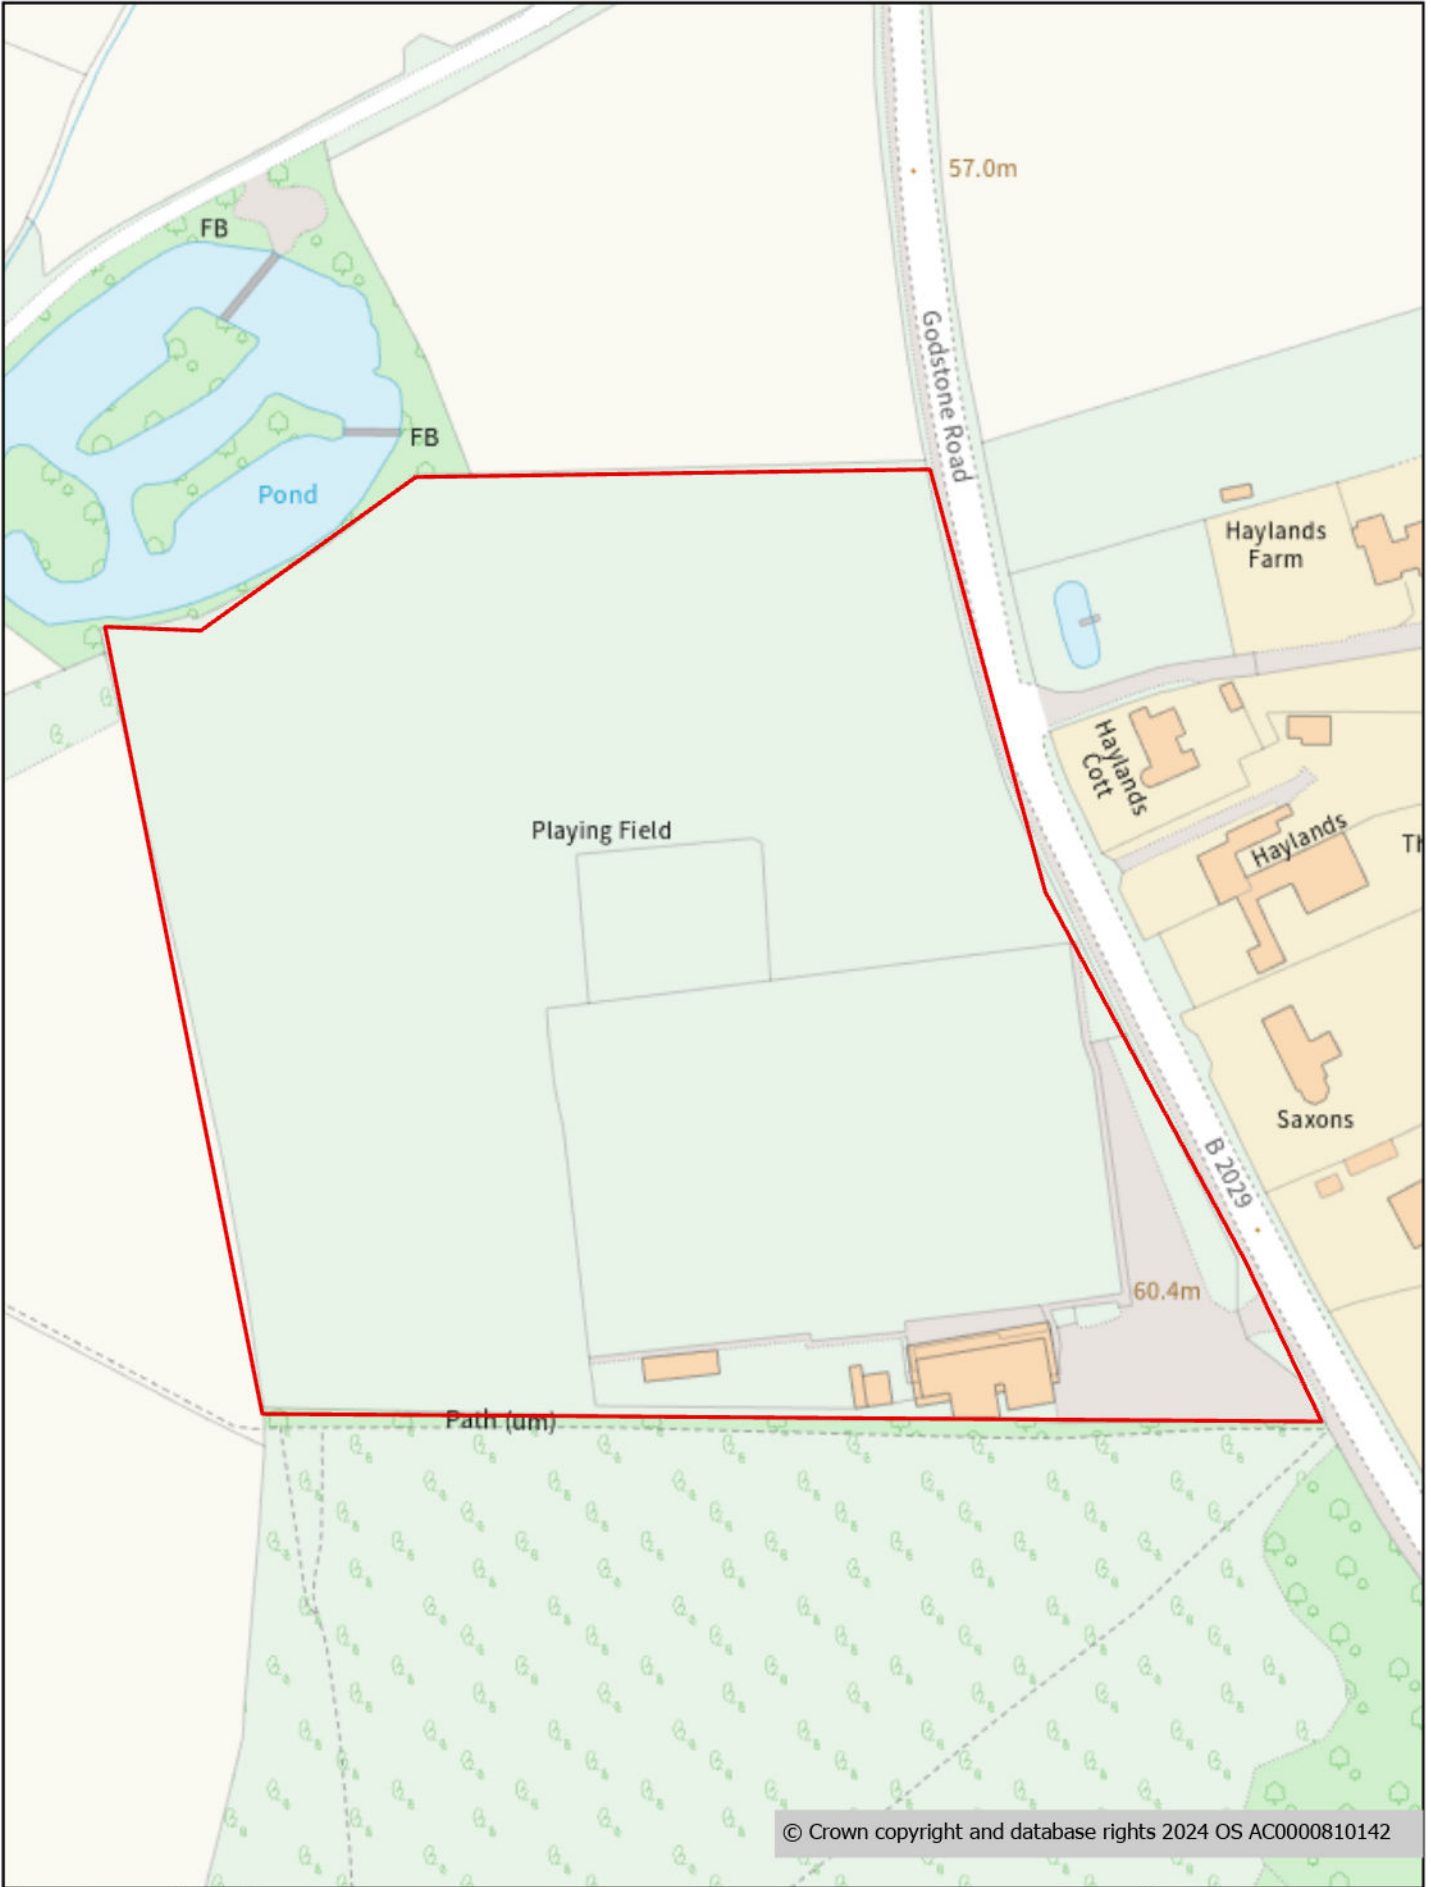 57.0m
FB
Godstone Road
FB
Pond
Haylands
Farm
Haylands
Cott
Playing Field
Haylands
Saxons
B 2029
60.4m
Path (um)
© Crown copyright and database rights 2024 OS AC0000810142